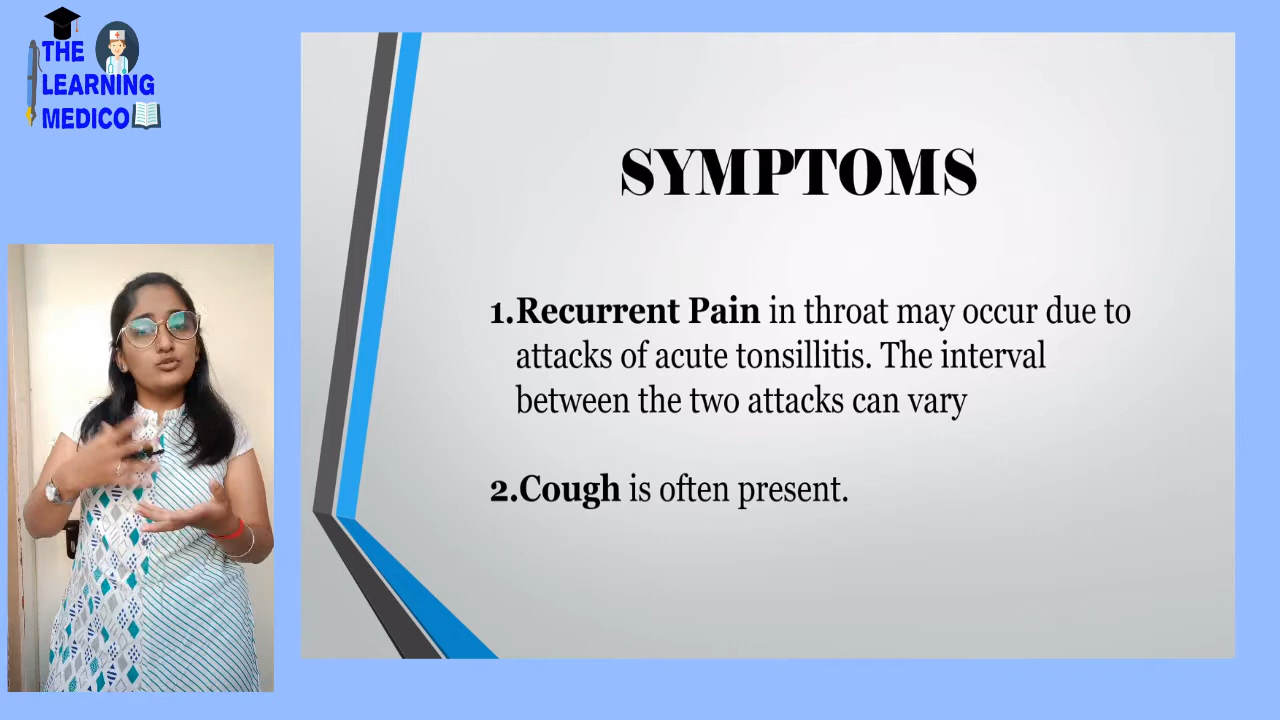 THE
LEARNING
MEDICO
SYMPTOMS
1.Recurrent Pain in throat may occur due to
attacks of acute tonsillitis. The interval
between the two attacks can vary
2.Cough is often present.